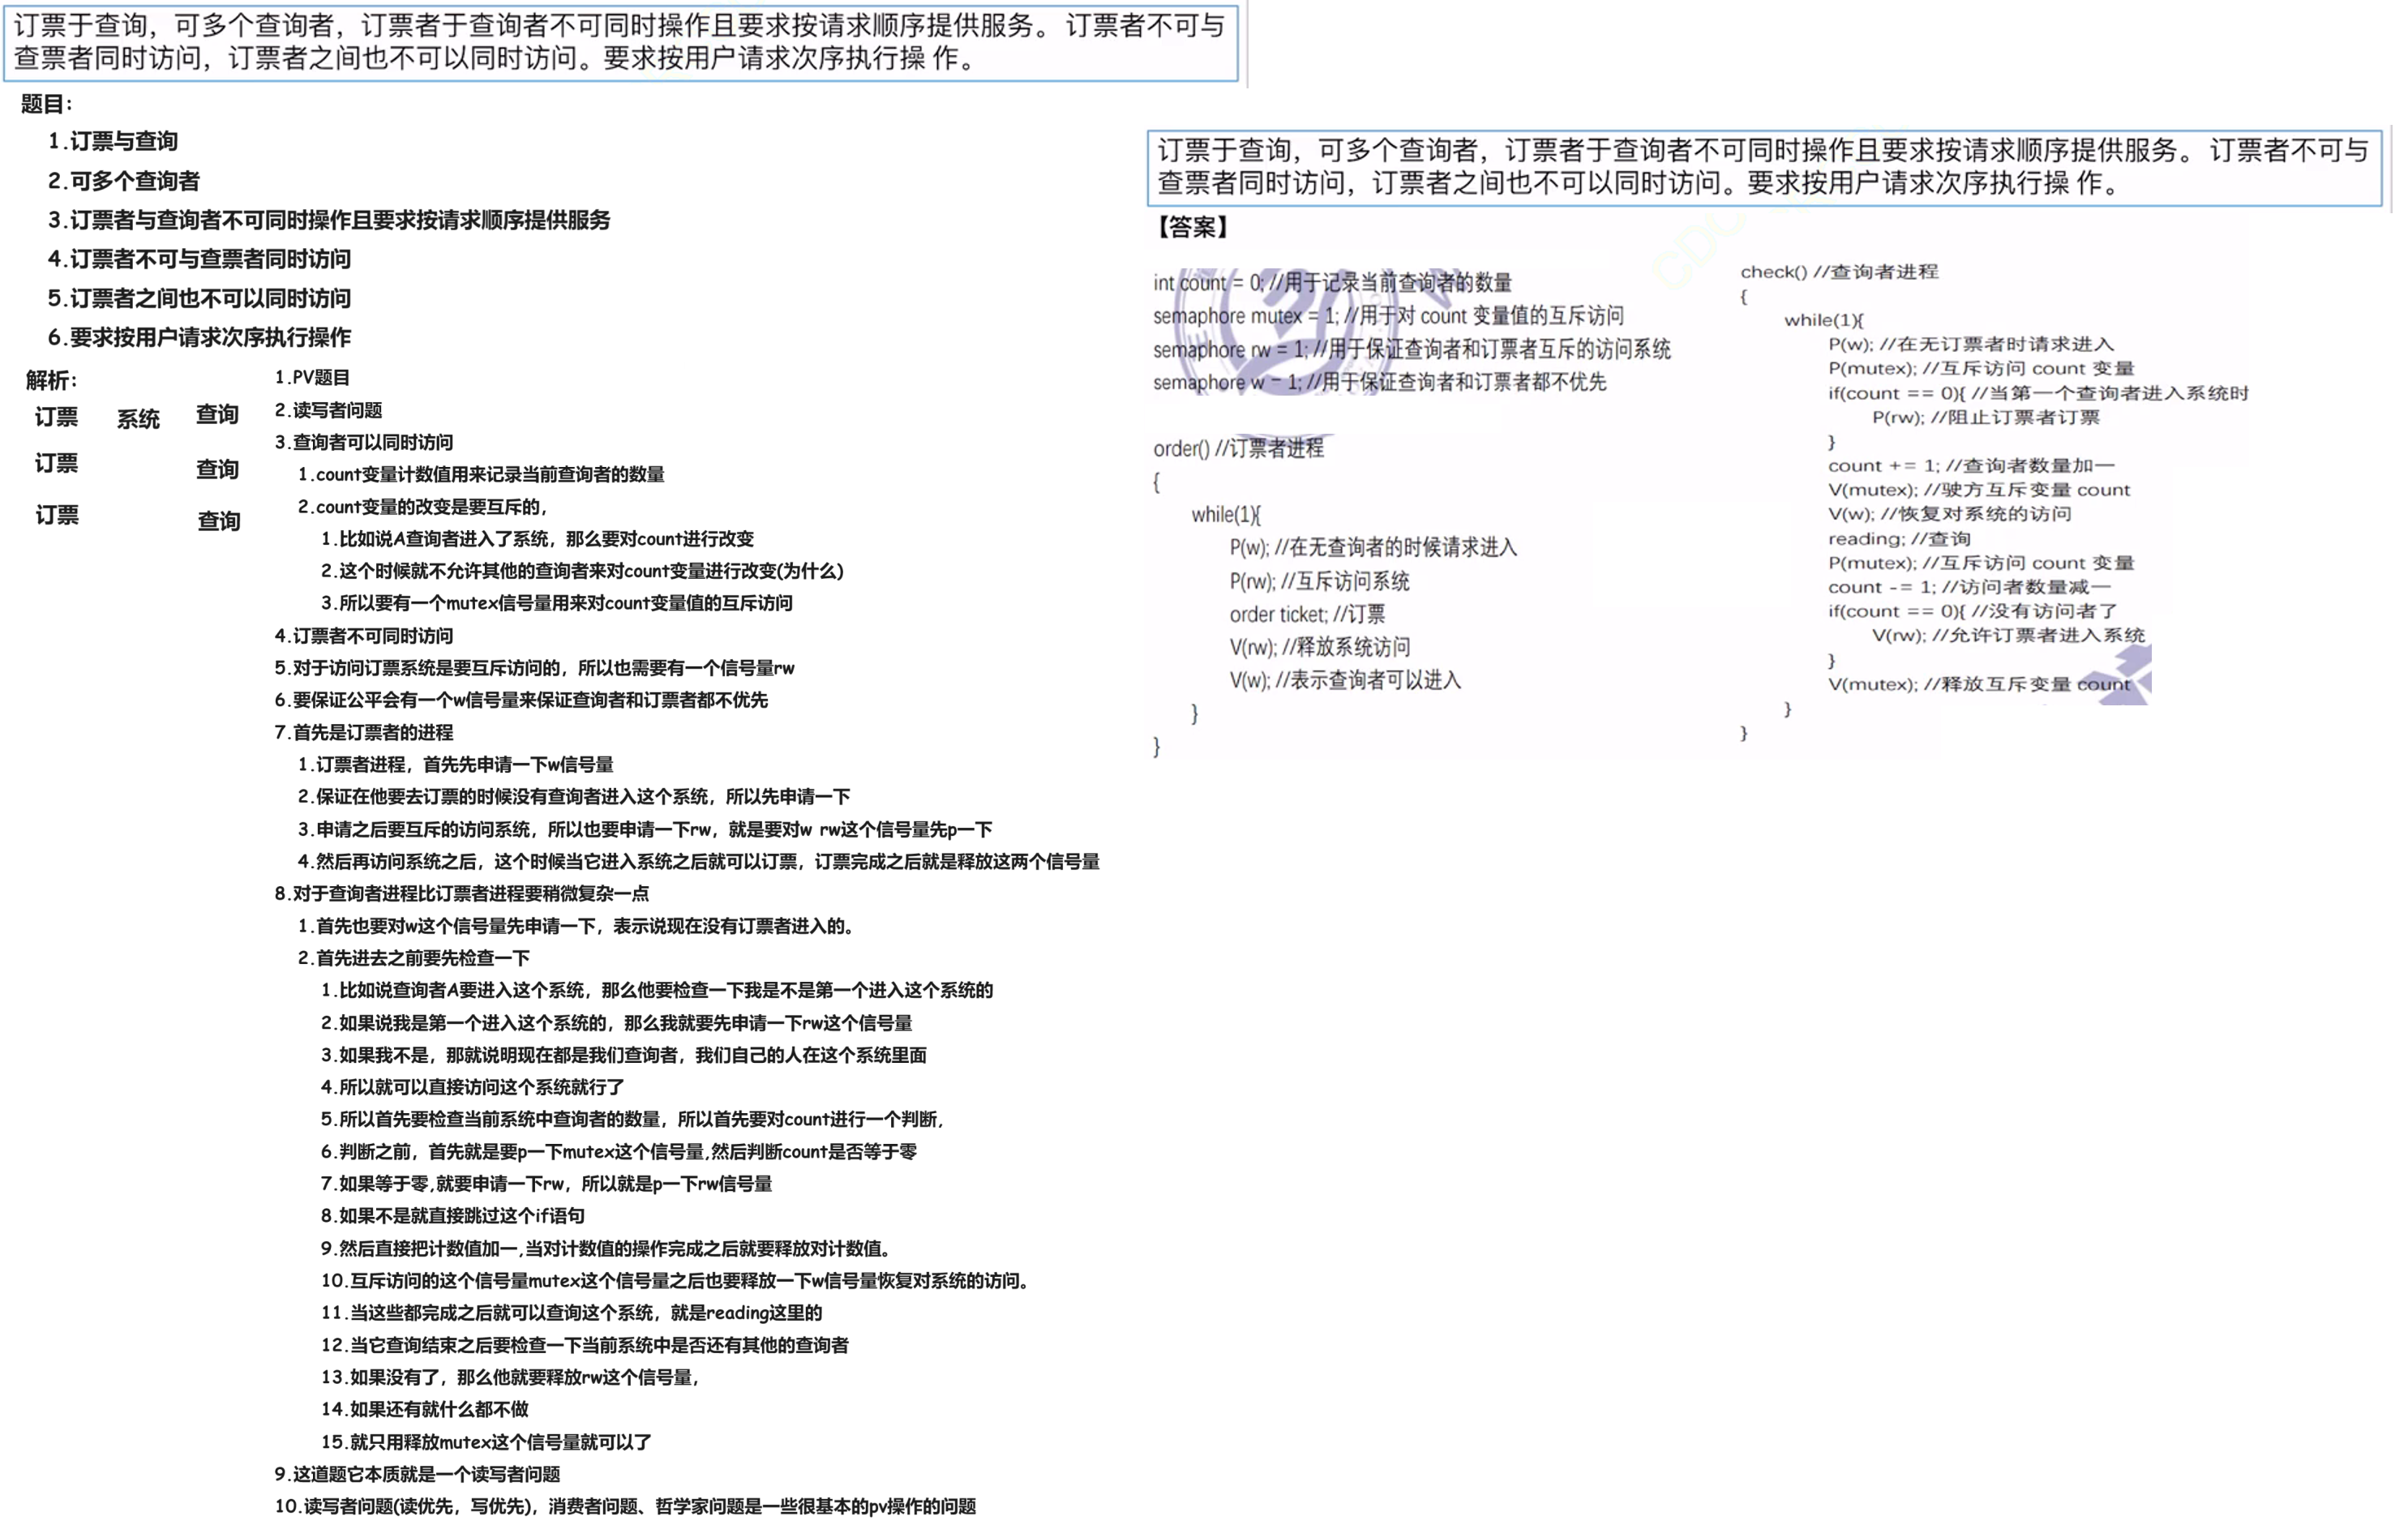 订票于查询，可多个查询者，订票者于查询者不可同时操作且要求按请求顺序提供服务。 订票者不可与
查票者同时访问，订票者之间也不可以同时访问。要求按用户请求次序执行操 作。
题目：
1.订票与查询
2.可多个查询者
3.订票者与查询者不可同时操作且要求按请求顺序提供服务
4.订票者不可与查票者同时访问
5.订票者之间也不可以同时访问
6.要求按用户请求次序执行操作
解析：
订票 系统 查询
订票 查询
订票 查询
1.PV题目
2.读写者问题
3.查询者可以同时访问
1.count变量计数值用来记录当前查询者的数量
2.count变量的改变是要互斥的，
1.比如说A查询者进入了系统，那么要对count进行改变
2.这个时候就不允许其他的查询者来对count变量进行改变(为什么)
3.所以要有一个mutex信号量用来对count变量值的互斥访问
4.订票者不可同时访问
5.对于访问订票系统是要互斥访问的，所以也需要有一个信号量rw
6.要保证公平会有一个w信号量来保证查询者和订票者都不优先
7.首先是订票者的进程
1.订票者进程，首先先申请一下w信号量
2.保证在他要去订票的时候没有查询者进入这个系统，所以先申请一下
3.申请之后要互斥的访问系统，所以也要申请一下rw，就是要对w rw这个信号量先p一下
4.然后再访问系统之后，这个时候当它进入系统之后就可以订票，订票完成之后就是释放这两个信号量
8.对于查询者进程比订票者进程要稍微复杂一点
1.首先也要对w这个信号量先申请一下，表示说现在没有订票者进入的。
2.首先进去之前要先检查一下
1.比如说查询者A要进入这个系统，那么他要检查一下我是不是第一个进入这个系统的
2.如果说我是第一个进入这个系统的，那么我就要先申请一下rw这个信号量
3.如果我不是，那就说明现在都是我们查询者，我们自己的人在这个系统里面
4.所以就可以直接访问这个系统就行了
5.所以首先要检查当前系统中查询者的数量，所以首先要对count进行一个判断，
6.判断之前，首先就是要p一下mutex这个信号量,然后判断count是否等于零
7.如果等于零,就要申请一下rw，所以就是p一下rw信号量
8.如果不是就直接跳过这个if语句
9.然后直接把计数值加一,当对计数值的操作完成之后就要释放对计数值。
10.互斥访问的这个信号量mutex这个信号量之后也要释放一下w信号量恢复对系统的访问。
11.当这些都完成之后就可以查询这个系统，就是reading这里的
12.当它查询结束之后要检查一下当前系统中是否还有其他的查询者
13.如果没有了，那么他就要释放rw这个信号量，
14.如果还有就什么都不做
15.就只用释放mutex这个信号量就可以了
9.这道题它本质就是一个读写者问题
10.读写者问题(读优先，写优先)，消费者问题、哲学家问题是一些很基本的pv操作的问题
订票于查询，可多个查询者，订票者于查询者不可同时操作且要求按请求顺序提供服务。 订票者不可与
查票者同时访问，订票者之间也不可以同时访问。要求按用户请求次序执行操 作。
【答案】
int count = 0; //用于记录当前查询者的数量
semaphore mutex = 1; //用于对 count 变量值的互斥访问
semaphore rw = 1; //用于保证查询者和订票者互斥的访问系统
semaphore w = 1; //用于保证查询者和订票者都不优先
order() //订票者进程
{
while(1){
P(w); //在无查询者的时候请求进入
P(rw); //互斥访问系统
order ticket; //订票
V(rw); //释放系统访问
V(w); //表示查询者可以进入
}
}
check() //查询者进程
{
while(1){
P(w); //在无订票者时请求进入
P(mutex); //互斥访问 count 变量
if(count == 0){ //当第一个查询者进入系统时
P(rw); //阻止订票者订票
}
count += 1; //查询者数量加一
V(mutex); //驶方互斥变量 count
V(w); //恢复对系统的访问
reading; //查询
P(mutex); //互斥访问 count 变量
count -= 1; //访问者数量减一
if(count == 0){ //没有访问者了
V(rw); //允许订票者进入系统
}
V(mutex); //释放互斥变量 count
}
}